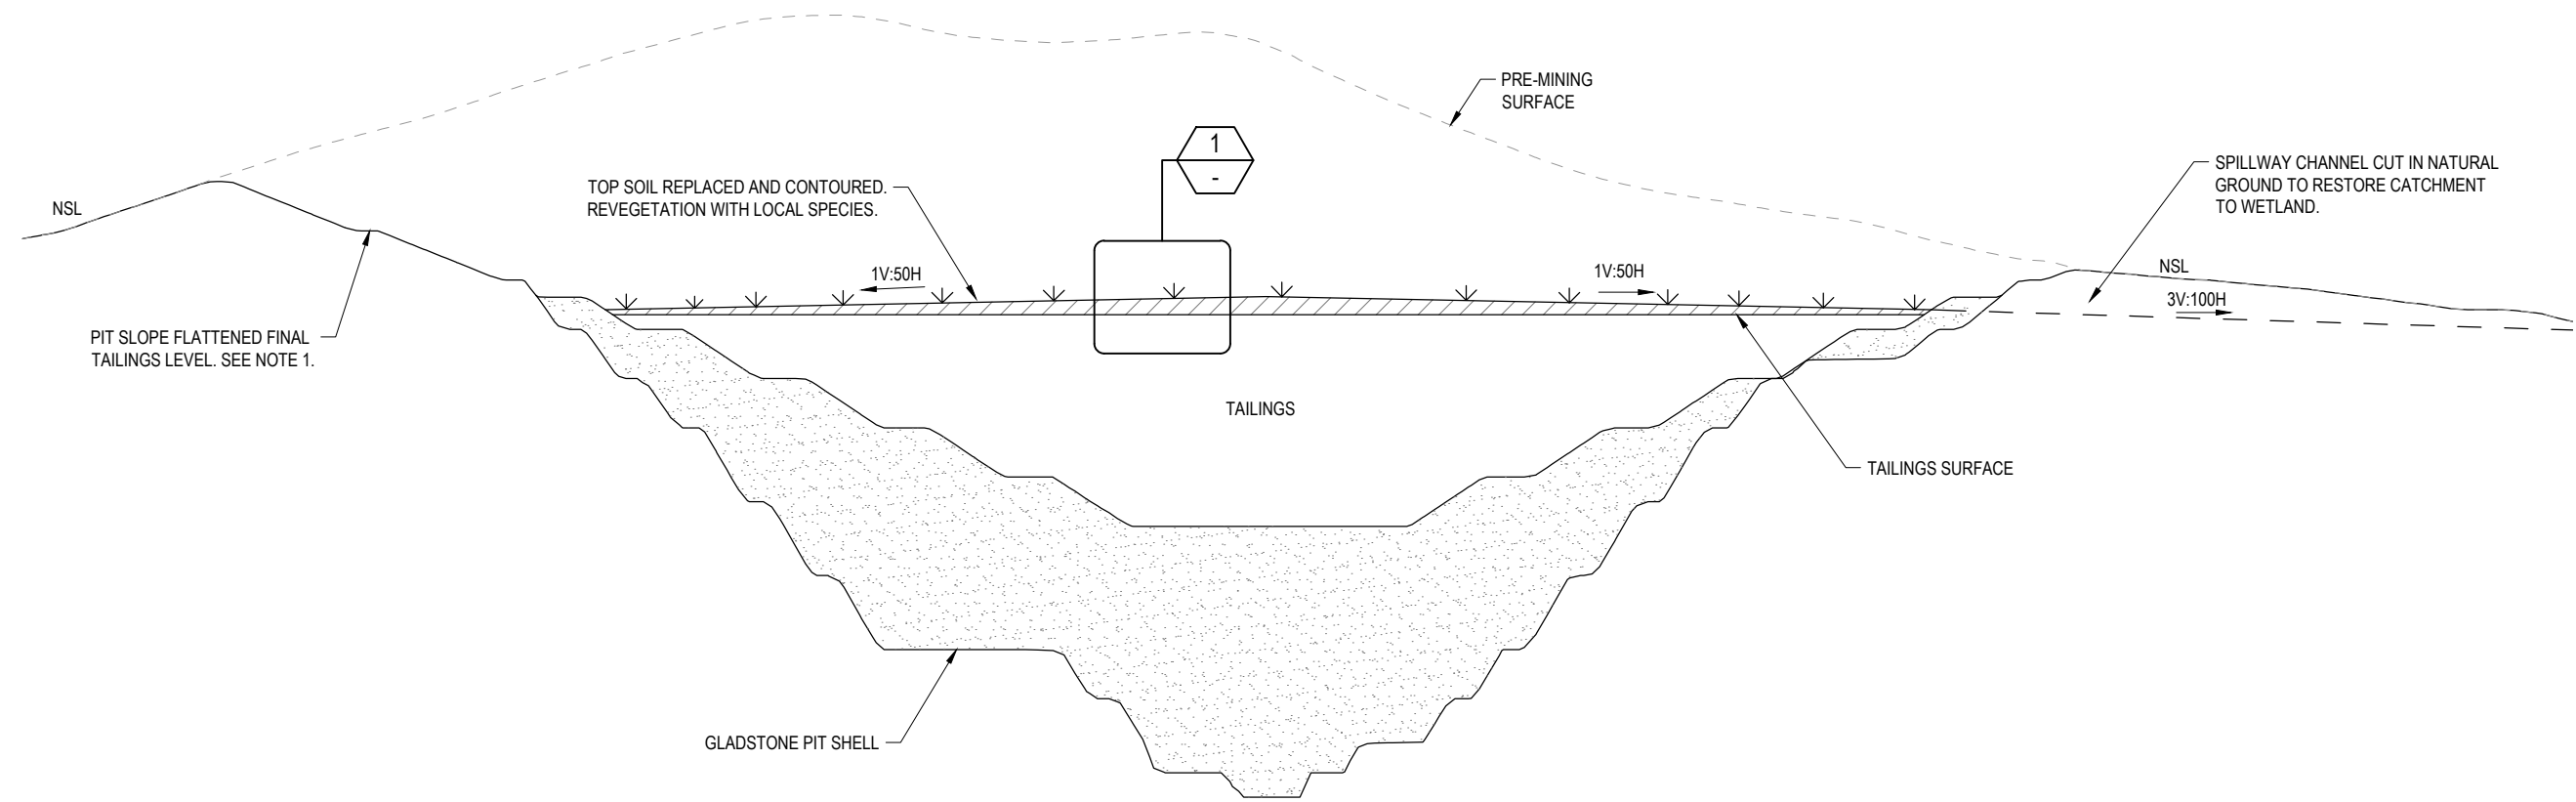 PRE-MINING
SURFACE
1
-
SPILLWAY CHANNEL CUT IN NATURAL
GROUND TO RESTORE CATCHMENT
TO WETLAND.
TOP SOIL REPLACED AND CONTOURED.
REVEGETATION WITH LOCAL SPECIES.
NSL
1V:50H
1V:50H
NSL
3V:100H
PIT SLOPE FLATTENED FINAL
TAILINGS LEVEL. SEE NOTE 1.
TAILINGS
TAILINGS SURFACE
GLADSTONE PIT SHELL